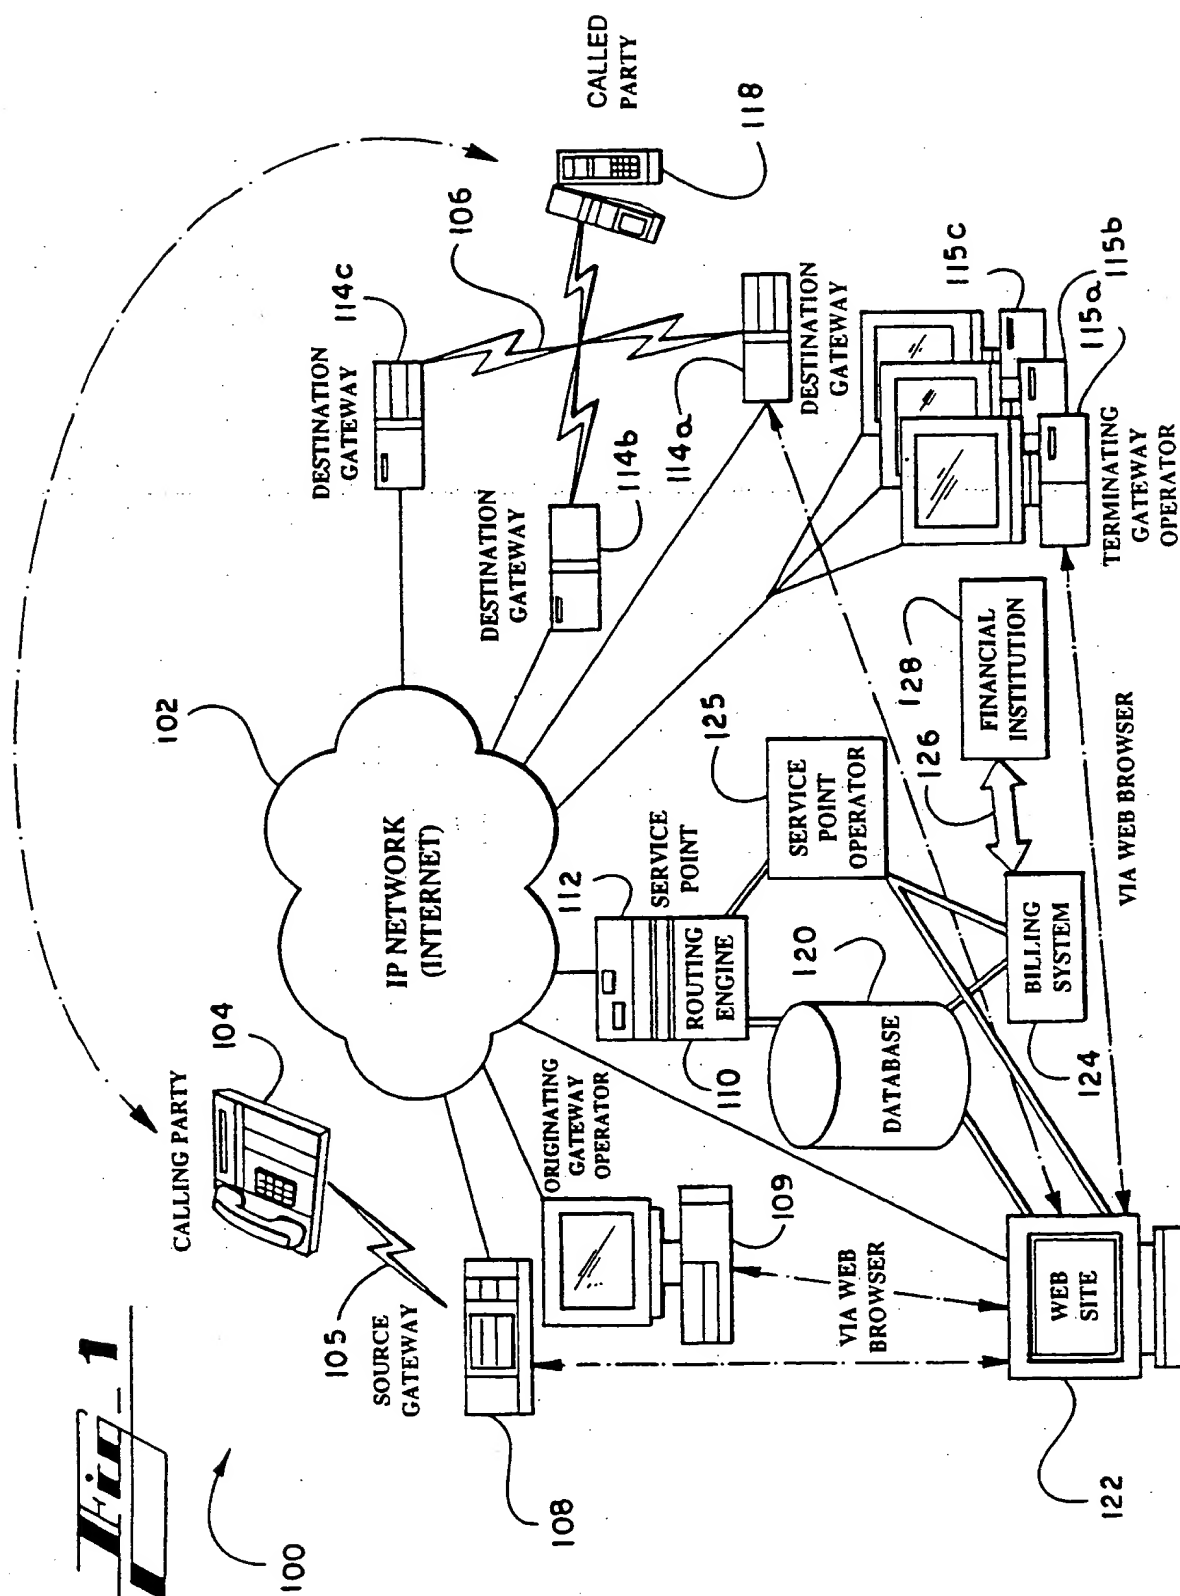 Fig_1
100
CALLING PARTY
104
105
SOURCE
GATEWAY
108
IP NETWORK
(INTERNET)
102
ORIGINATING
GATEWAY
OPERATOR
109
VIA WEB
BROWSER
WEB
SITE
122
112
SERVICE
POINT
ROUTING
ENGINE
110
DATABASE
120
SERVICE
POINT
OPERATOR
125
BILLING
SYSTEM
124
126
FINANCIAL
INSTITUTION
128
VIA WEB BROWSER
DESTINATION
GATEWAY
114c
DESTINATION
GATEWAY
114b
106
CALLED
PARTY
118
114a
DESTINATION
GATEWAY
115c
115b
115a
TERMINATING
GATEWAY
OPERATOR